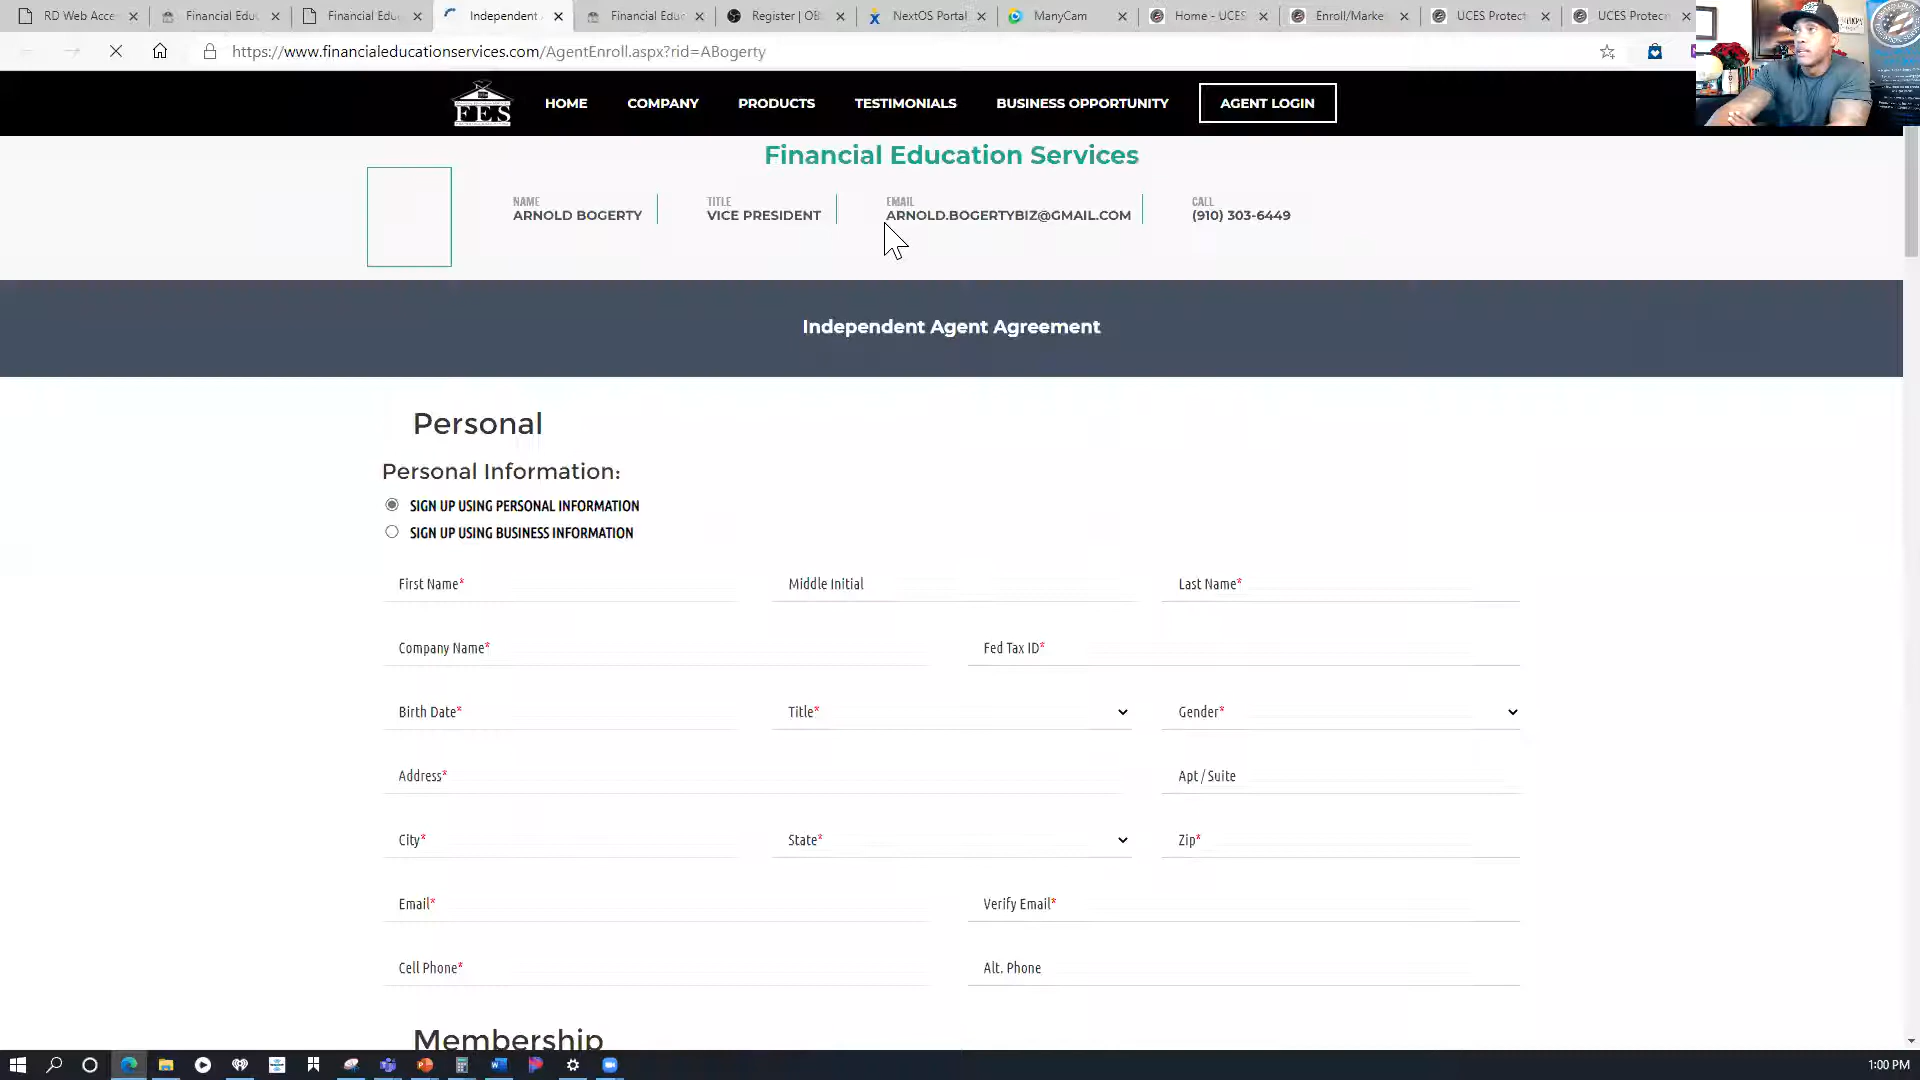 RD Web Acce
Financial Edu
Financial Edu
Independent
Financial Edu
Register | OB
NextOS Portal
ManyCam
Home - UCES
Enroll/Marke
UCES Protect
UCES Protect
https://www.financialeducationservices.com/AgentEnroll.aspx?rid=ABogerty
FES
HOME
COMPANY
PRODUCTS
TESTIMONIALS
BUSINESS OPPORTUNITY
AGENT LOGIN
Financial Education Services
NAME
ARNOLD BOGERTY
TITLE
VICE PRESIDENT
EMAIL
ARNOLD.BOGERTYBIZ@GMAIL.COM
CALL
(910) 303-6449
Independent Agent Agreement
Personal
Personal Information:
SIGN UP USING PERSONAL INFORMATION
SIGN UP USING BUSINESS INFORMATION
First Name*
Middle Initial
Last Name*
Company Name*
Fed Tax ID*
Birth Date*
Title*
Gender*
Address*
Apt / Suite
City*
State*
Zip*
Email*
Verify Email*
Cell Phone*
Alt. Phone
Membership
1:00 PM